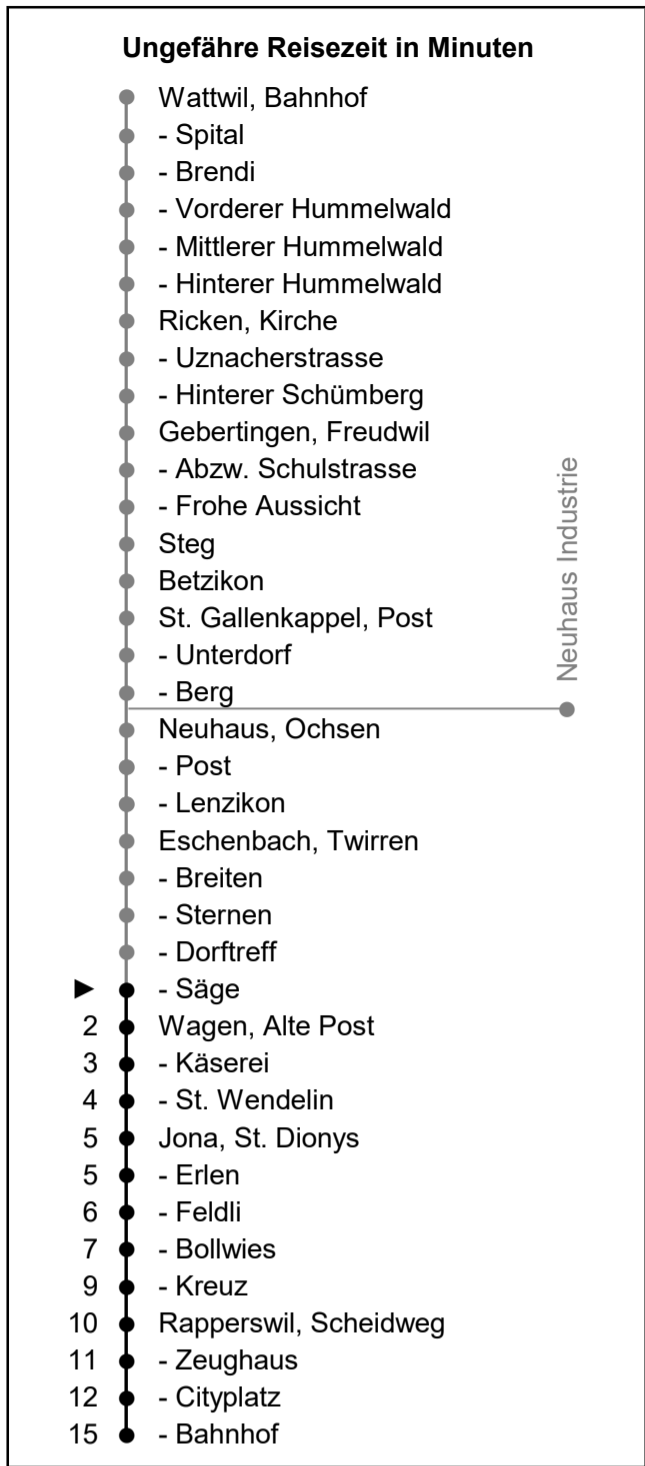 Ungefähre Reisezeit in Minuten
Wattwil, Bahnhof
- Spital
- Brendi
- Vorderer Hummelwald
- Mittlerer Hummelwald
- Hinterer Hummelwald
Ricken, Kirche
- Uznacherstrasse
- Hinterer Schümberg
Gebertingen, Freudwil
- Abzw. Schulstrasse
- Frohe Aussicht
Steg
Betzikon
St. Gallenkappel, Post
- Unterdorf
- Berg
Neuhaus Industrie
Neuhaus, Ochsen
- Post
- Lenzikon
Eschenbach, Twirren
- Breiten
- Sternen
- Dorftreff
► - Säge
2 Wagen, Alte Post
3 - Käserei
4 - St. Wendelin
5 Jona, St. Dionys
5 - Erlen
6 - Feldli
7 - Bollwies
9 - Kreuz
10 Rapperswil, Scheidweg
11 - Zeughaus
12 - Cityplatz
15 - Bahnhof